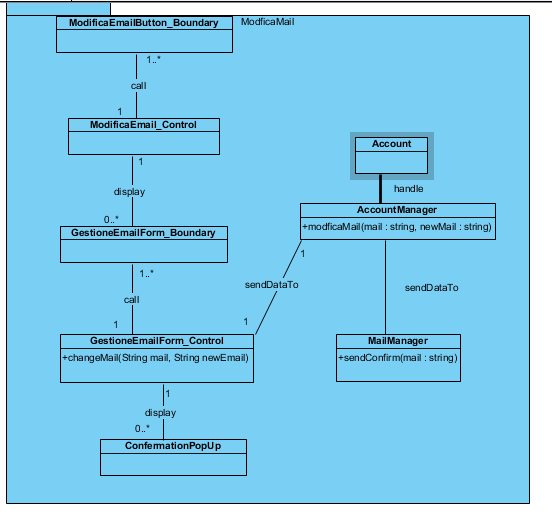 ModificaEmailButton_Boundary
ModficaMail
1..*
call
1
ModificaEmail_Control
1
display
0..*
GestioneEmailForm_Boundary
1..*
call
1
GestioneEmailForm_Control
+changeMail(String mail, String newEmail)
1
display
0..*
ConfermationPopUp
Account
handle
AccountManager
+modficaMail(mail : string, newMail : string)
1
sendDataTo
1
sendDataTo
MailManager
+sendConfirm(mail : string)